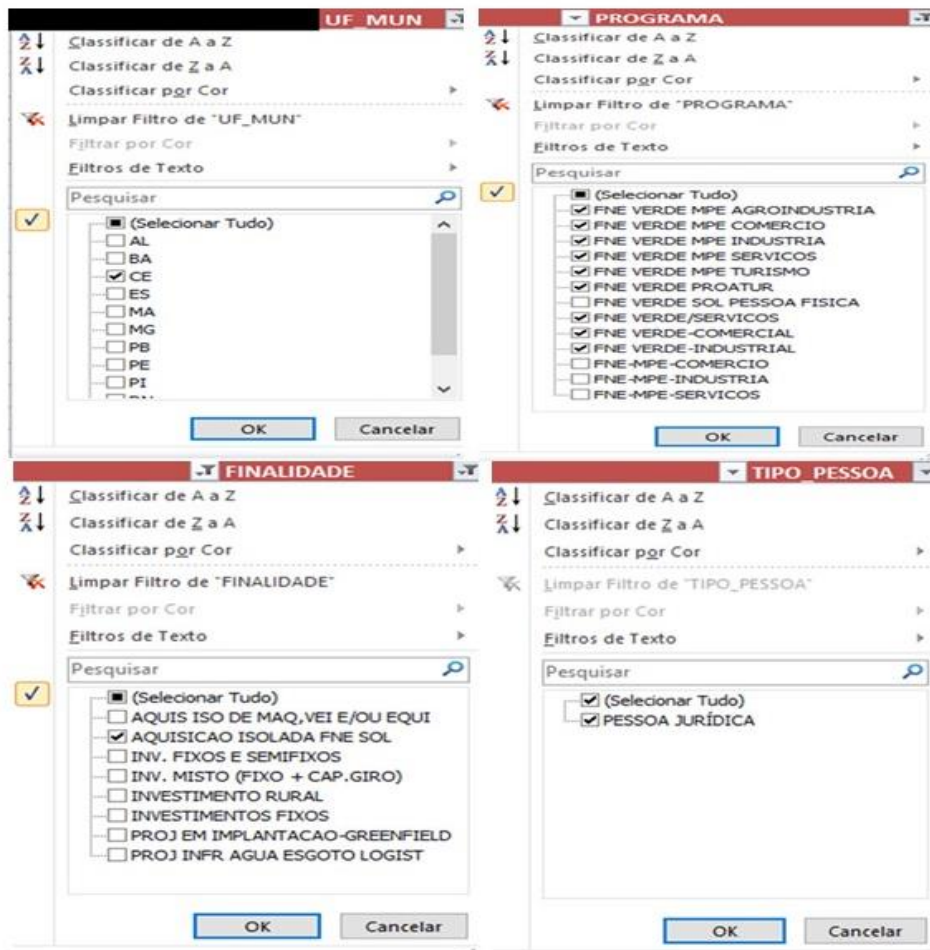 UF_MUN
Classificar de A a Z
Classificar de Z a A
Classificar por Cor
Limpar Filtro de "UF_MUN"
Filtrar por Cor
Filtros de Texto
Pesquisar
(Selecionar Tudo)
AL
BA
CE
ES
MA
MG
PB
PE
PI
OK Cancelar
PROGRAMA
Classificar de A a Z
Classificar de Z a A
Classificar por Cor
Limpar Filtro de "PROGRAMA"
Filtrar por Cor
Filtros de Texto
Pesquisar
(Selecionar Tudo)
FNE VERDE MPE AGROINDUSTRIA
FNE VERDE MPE COMERCIO
FNE VERDE MPE INDUSTRIA
FNE VERDE MPE SERVICOS
FNE VERDE MPE TURISMO
FNE VERDE PROATUR
FNE VERDE SOL PESSOA FISICA
FNE VERDE/SERVICOS
FNE VERDE-COMERCIAL
FNE VERDE-INDUSTRIAL
FNE-MPE-COMERCIO
FNE-MPE-INDUSTRIA
FNE-MPE-SERVICOS
OK Cancelar
FINALIDADE
Classificar de A a Z
Classificar de Z a A
Classificar por Cor
Limpar Filtro de "FINALIDADE"
Filtrar por Cor
Filtros de Texto
Pesquisar
(Selecionar Tudo)
AQUIS ISO DE MAQ,VEI E/OU EQUI
AQUISICAO ISOLADA FNE SOL
INV. FIXOS E SEMIFIXOS
INV. MISTO (FIXO + CAP.GIRO)
INVESTIMENTO RURAL
INVESTIMENTOS FIXOS
PROJ EM IMPLANTACAO-GREENFIELD
PROJ INFR AGUA ESGOTO LOGIST
OK Cancelar
TIPO_PESSOA
Classificar de A a Z
Classificar de Z a A
Classificar por Cor
Limpar Filtro de "TIPO_PESSOA"
Filtrar por Cor
Filtros de Texto
Pesquisar
(Selecionar Tudo)
PESSOA JURÍDICA
OK Cancelar